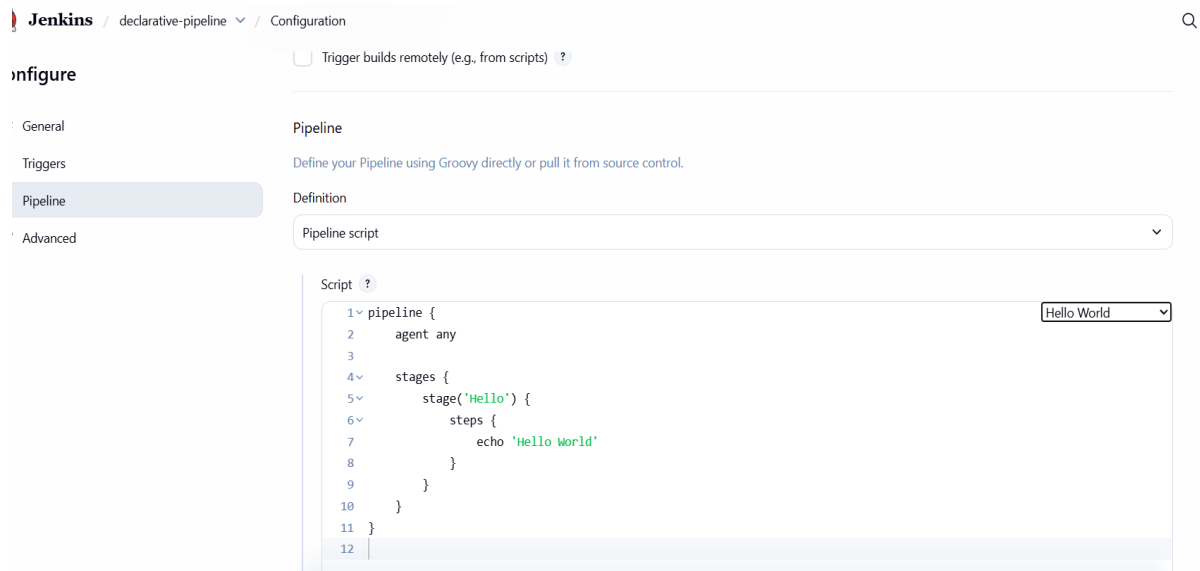 Jenkins / declarative-pipeline / Configuration
onfigure
Trigger builds remotely (e.g., from scripts) ?
General
Triggers
Pipeline
Advanced
Pipeline
Define your Pipeline using Groovy directly or pull it from source control.
Definition
Pipeline script
Script ?
Hello World
1 pipeline {
2     agent any
3
4     stages {
5         stage('Hello') {
6             steps {
7                 echo 'Hello World'
8             }
9         }
10     }
11 }
12